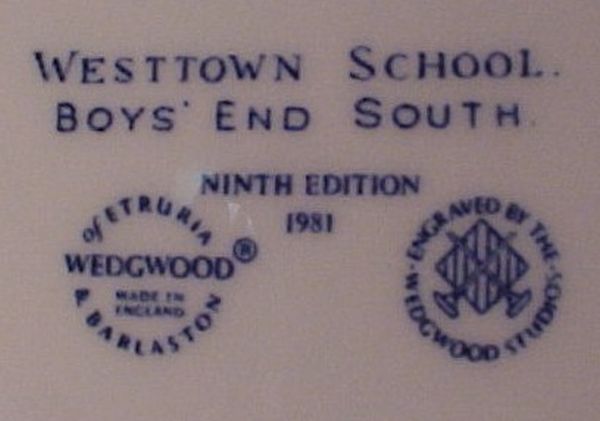 WESTTOWN SCHOOL.
BOYS' END SOUTH.
NINTH EDITION
1981
of ETRURIA
WEDGWOOD®
MADE IN
ENGLAND
& BARLASTON
ENGRAVED BY THE
WEDGWOOD STUDIO